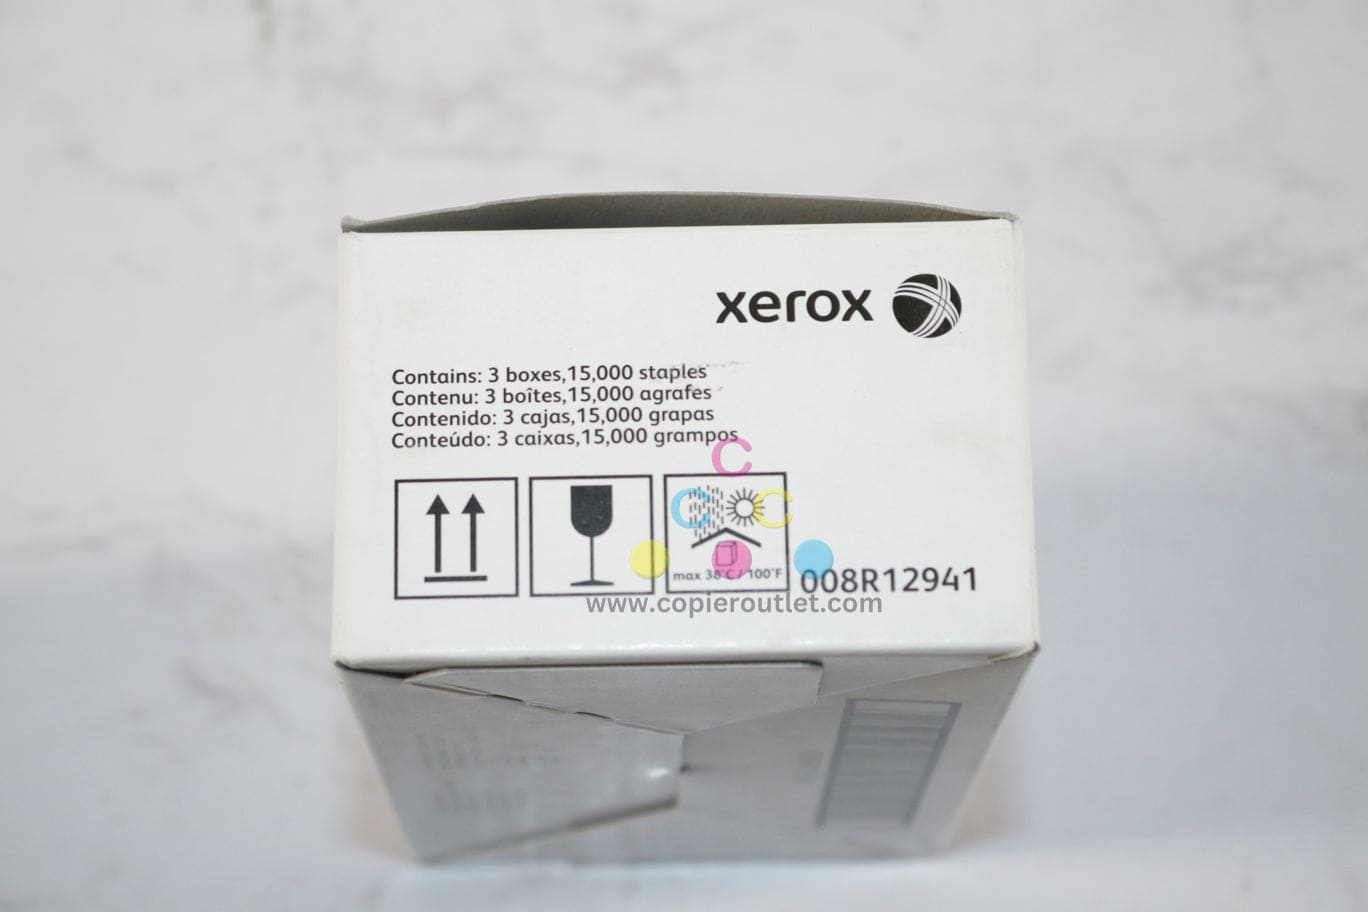 xerox
Contains: 3 boxes,15,000 staples
Contenu: 3 boîtes,15,000 agrafes
Contenido: 3 cajas,15,000 grapas
Conteúdo: 3 caixas,15,000 grampos
C
C C
max 38°C / 100°F
008R12941
www.copieroutlet.com